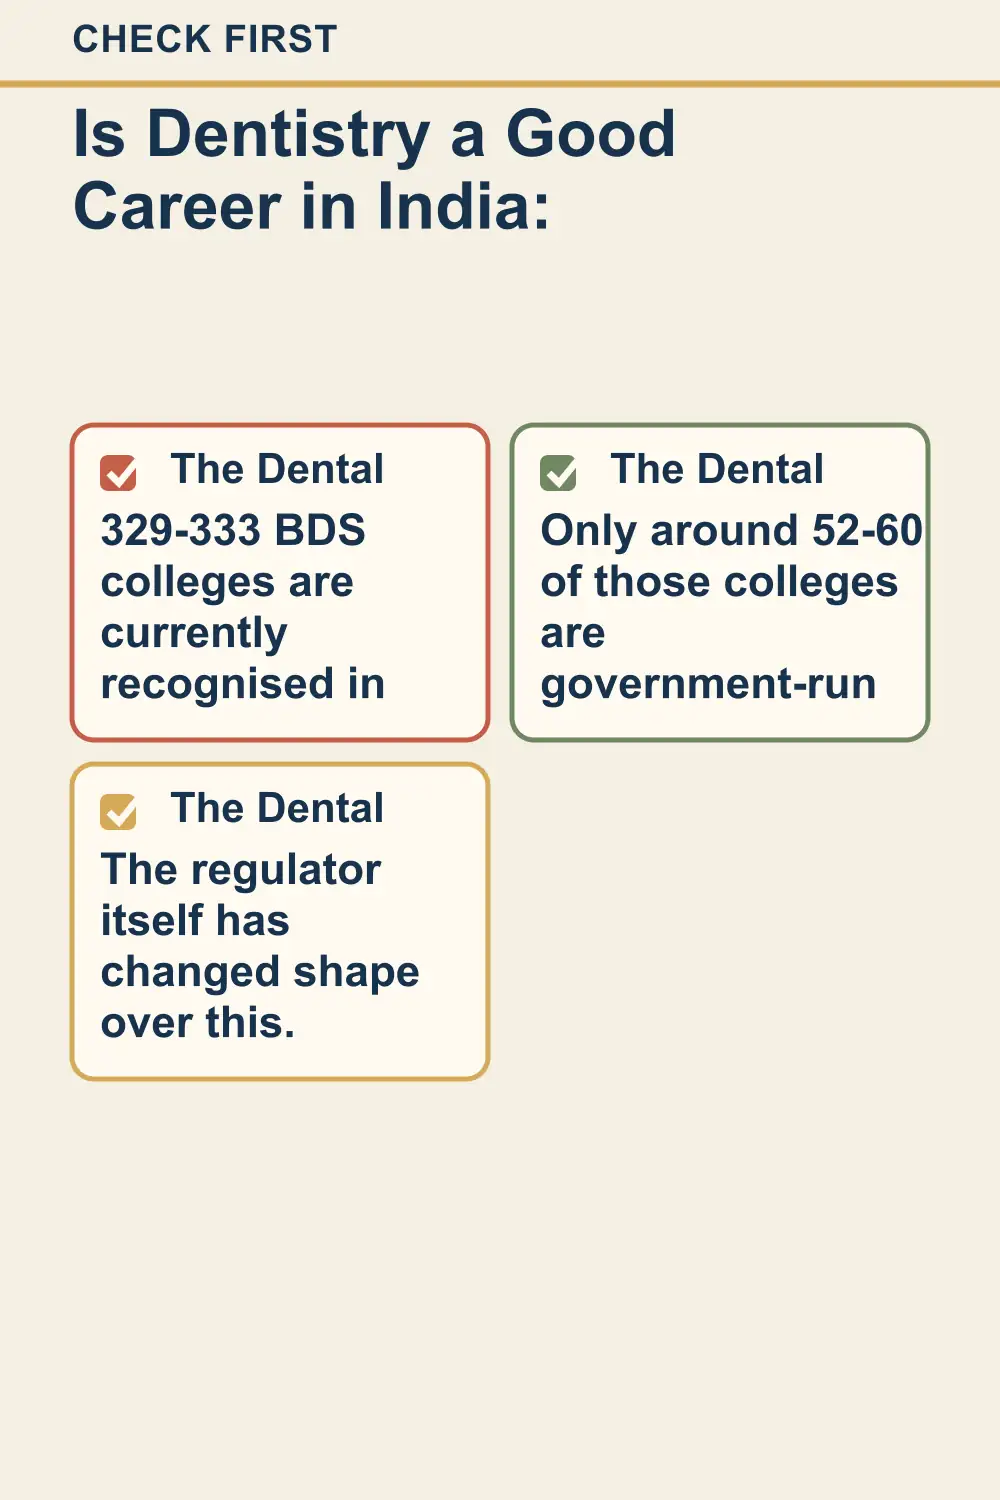 CHECK FIRST
Is Dentistry a Good
Career in India:
The Dental
329-333 BDS
colleges are
currently
recognised in
The Dental
Only around 52-60
of those colleges
are
government-run
The Dental
The regulator
itself has
changed shape
over this.